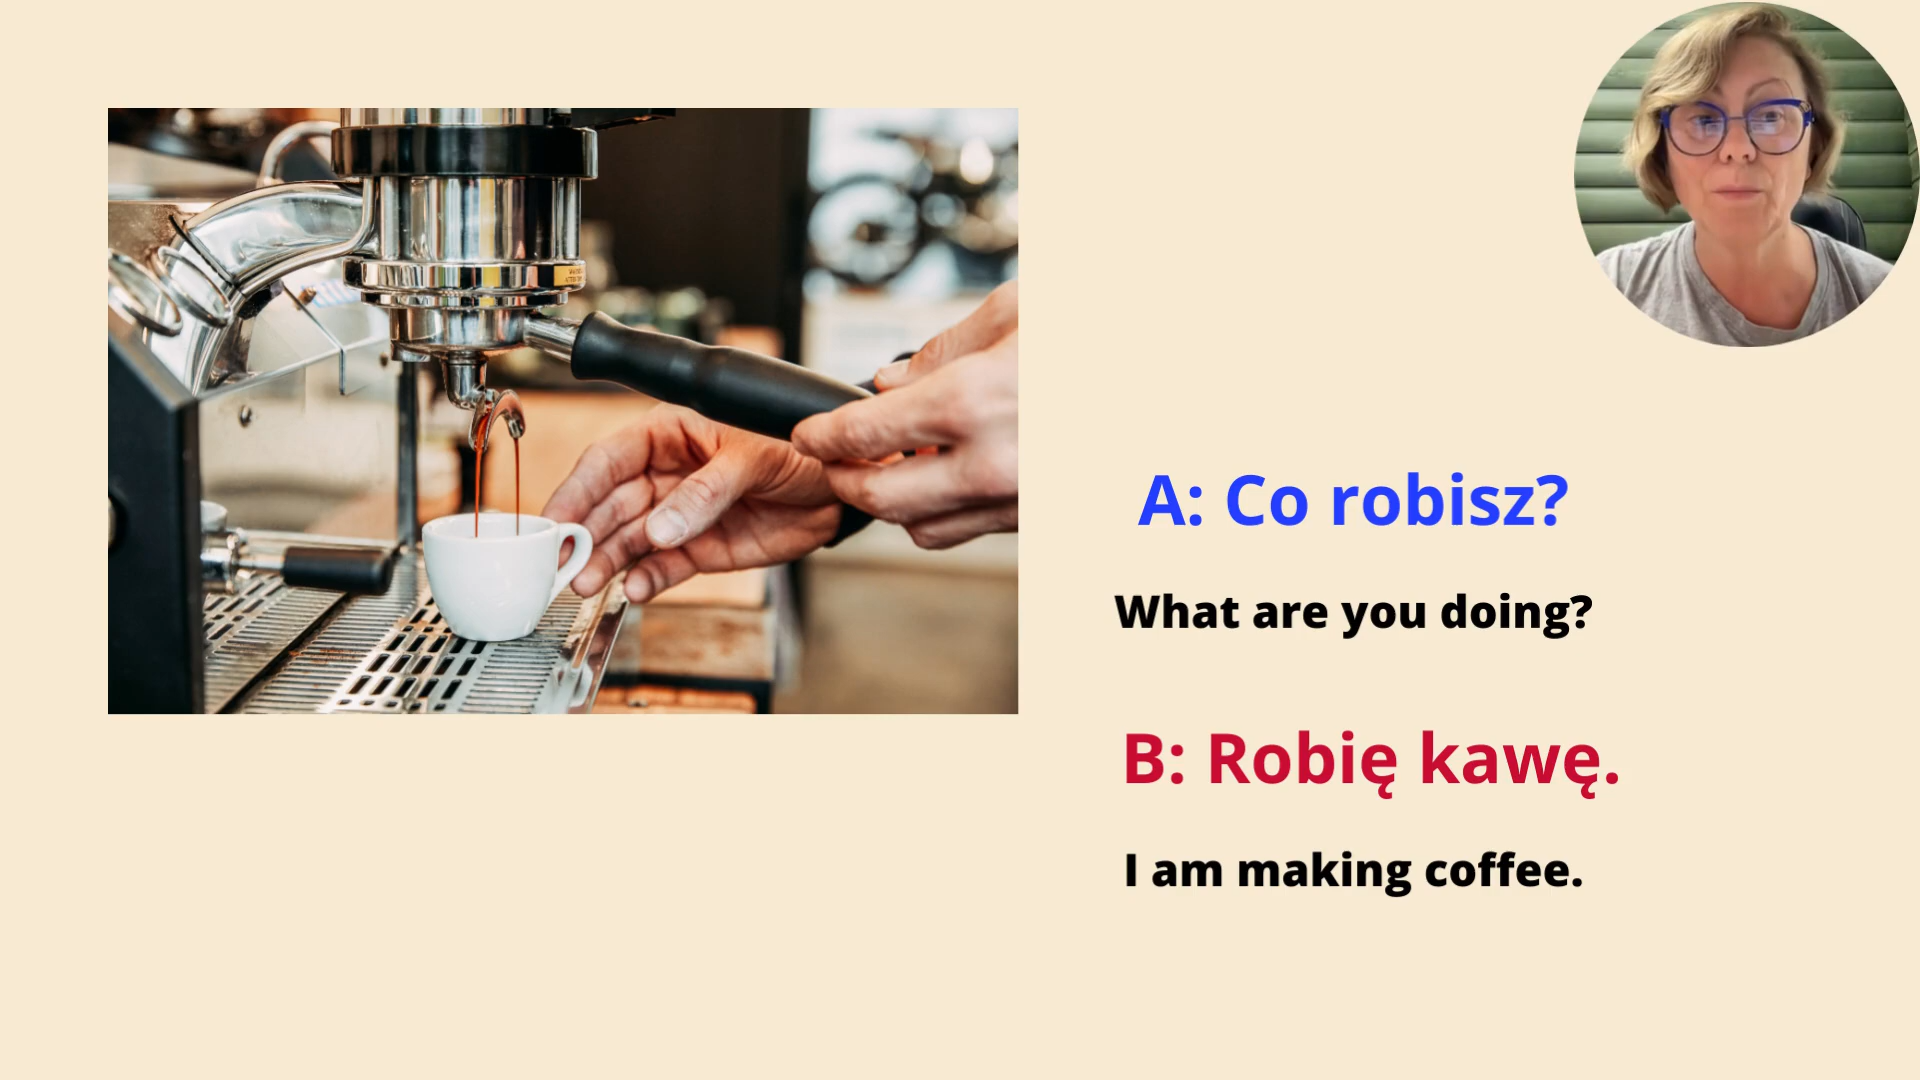 A: Co robisz?
What are you doing?
B: Robię kawę.
I am making coffee.